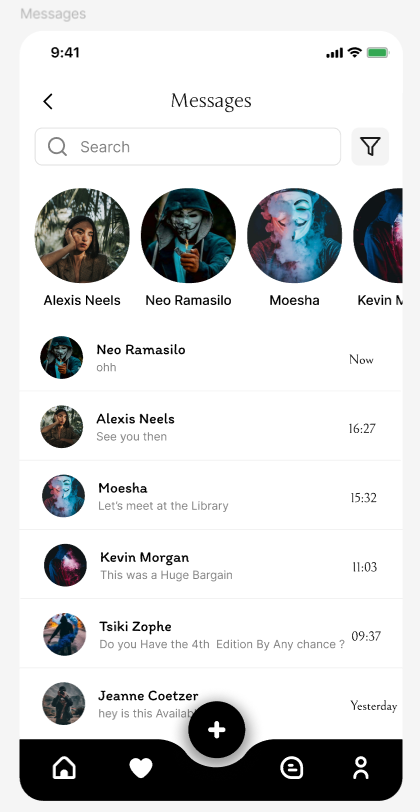 Messages
9:41
Messages
Search
Alexis Neels
Neo Ramasilo
Moesha
Kevin M
Neo Ramasilo
ohh
Now
Alexis Neels
See you then
16:27
Moesha
Let's meet at the Library
15:32
Kevin Morgan
This was a Huge Bargain
11:03
Tsiki Zophe
Do you Have the 4th Edition By Any chance ?
09:37
Jeanne Coetzer
hey is this Availab
Yesterday